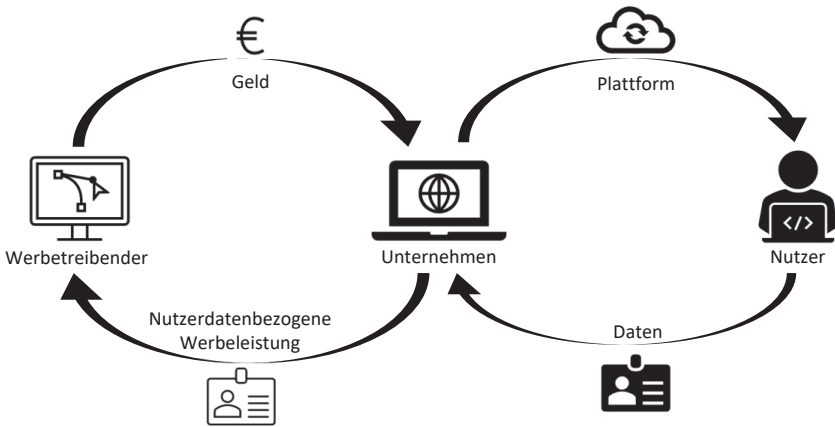 €
Geld
Plattform
</>
Werbetreibender
Unternehmen
Nutzer
Nutzerdatenbezogene
Werbeleistung
Daten